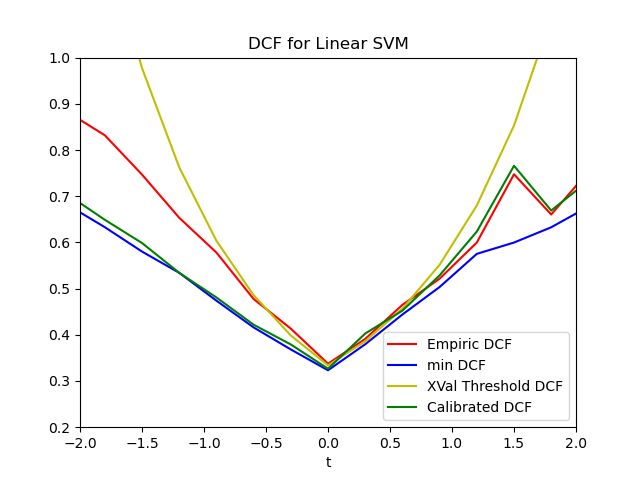 DCF for Linear SVM
1.0
0.9
0.8
0.7
0.6
0.5
0.4
0.3
0.2
Empiric DCF
min DCF
XVal Threshold DCF
Calibrated DCF
−2.0 −1.5 −1.0 −0.5 0.0 0.5 1.0 1.5 2.0
t